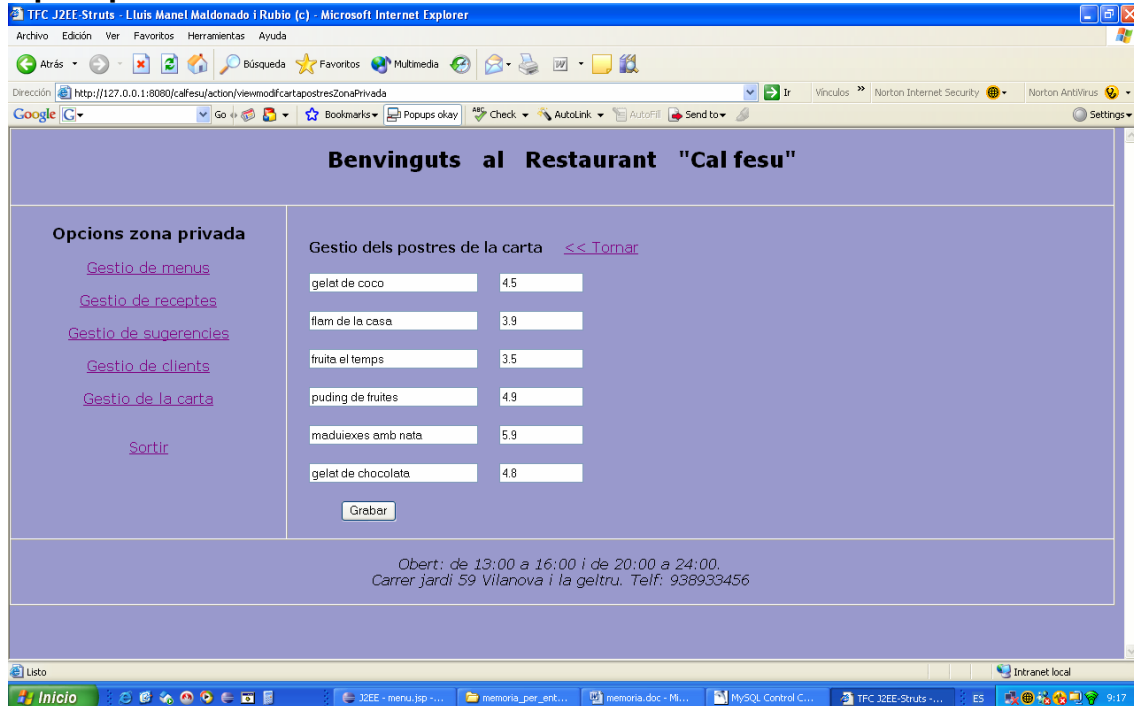 TFC J2EE-Struts - Lluis Manel Maldonado i Rubio (c) - Microsoft Internet Explorer
Archivo Edición Ver Favoritos Herramientas Ayuda
Atrás Búsqueda Favoritos Multimedia
Dirección http://127.0.0.1:8080/calfesu/action/viewmodifcartapostresZonaPrivada Ir Vínculos » Norton Internet Security Norton AntiVirus
Google G Go Bookmarks Popups okay ABC Check AutoLink AutoFill Send to Settings
Benvinguts al Restaurant "Cal fesu"
Opcions zona privada
Gestio de menus
Gestio de receptes
Gestio de sugerencies
Gestio de clients
Gestio de la carta
Sortir
Gestio dels postres de la carta << Tornar
gelat de coco 4.5
flam de la casa 3.9
fruita el temps 3.5
puding de fruites 4.9
maduiexes amb nata 5.9
gelat de chocolata 4.8
Grabar
Obert: de 13:00 a 16:00 i de 20:00 a 24:00.
Carrer jardi 59 Vilanova i la geltru. Telf: 938933456
Listo Intranet local
Inicio J2EE - menu.jsp -... memoria_per_ent... memoria.doc - Mi... MySQL Control C... TFC J2EE-Struts -... ES 9:17